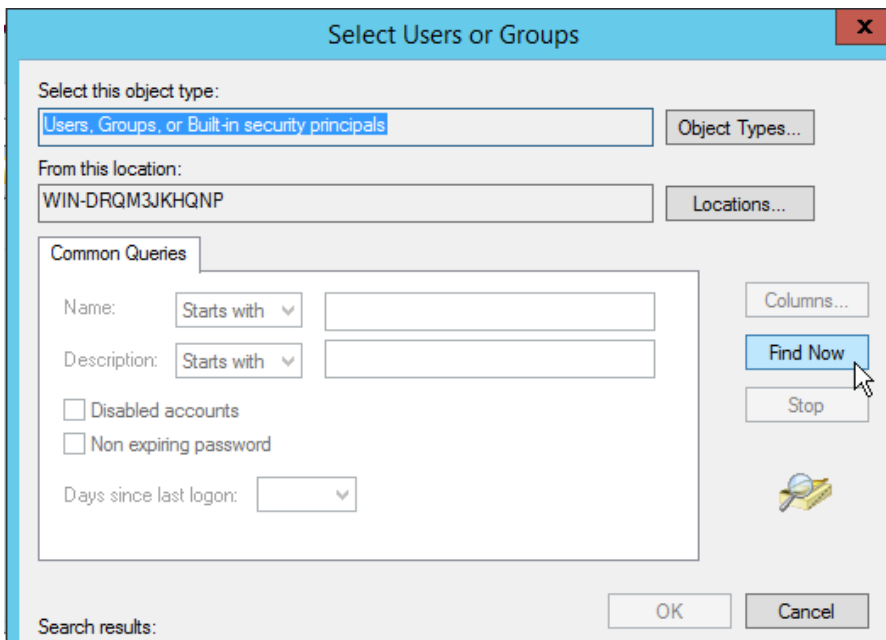 Select Users or Groups
x
Select this object type:
Users, Groups, or Built-in security principals
Object Types...
From this location:
WIN-DRQM3JKHQNP
Locations...
Common Queries
Name:
Starts with
Columns...
Description:
Starts with
Find Now
Disabled accounts
Stop
Non expiring password
Days since last logon:
OK
Cancel
Search results: